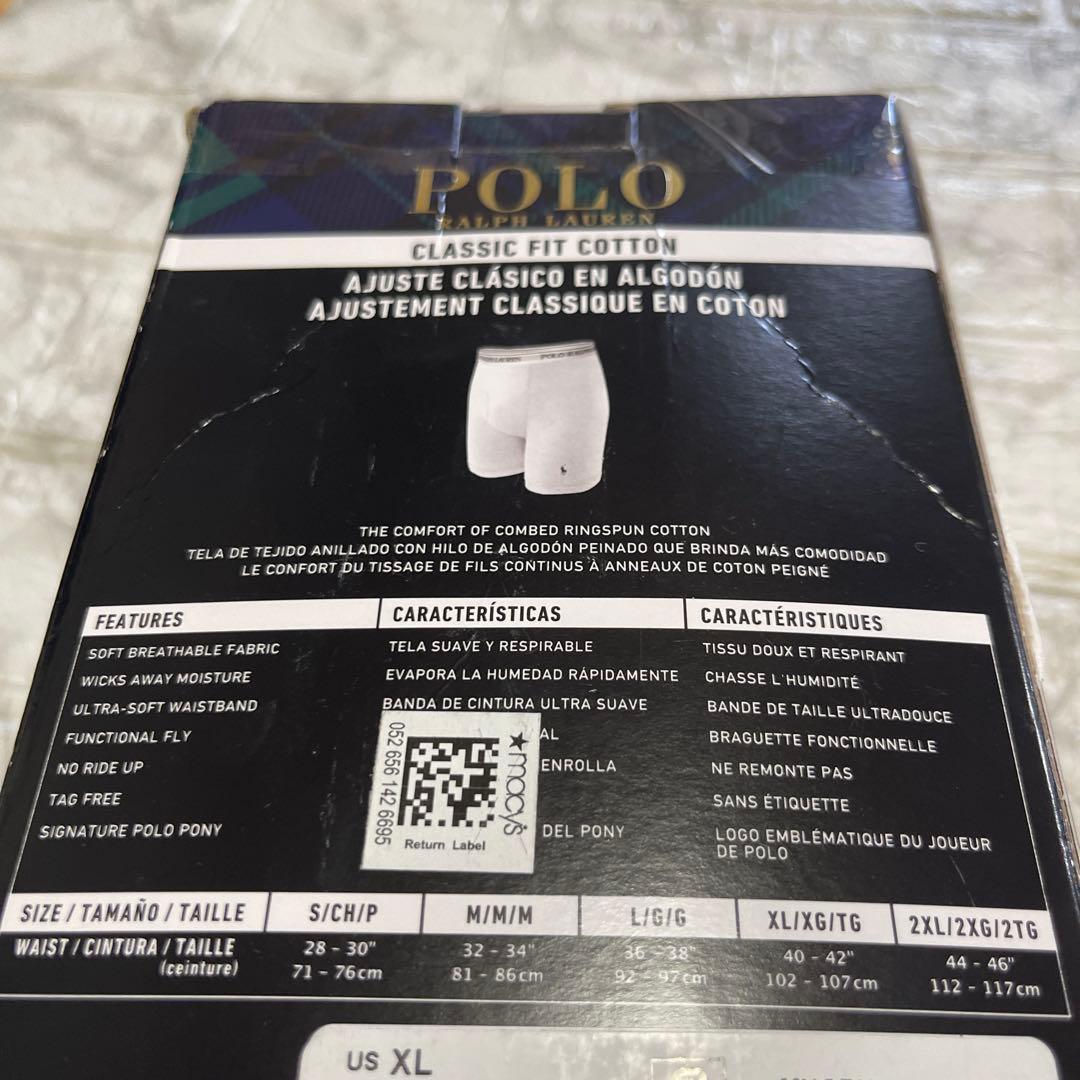 POLO
RALPH LAUREN
CLASSIC FIT COTTON
AJUSTE CLÁSICO EN ALGODÓN
AJUSTEMENT CLASSIQUE EN COTON
THE COMFORT OF COMBED RINGSPUN COTTON
TELA DE TEJIDO ANILLADO CON HILO DE ALGODÓN PEINADO QUE BRINDA MÁS COMODIDAD
LE CONFORT DU TISSAGE DE FILS CONTINUS À ANNEAUX DE COTON PEIGNÉ
FEATURES CARACTERÍSTICAS CARACTÉRISTIQUES
SOFT BREATHABLE FABRIC TELA SUAVE Y RESPIRABLE TISSU DOUX ET RESPIRANT
WICKS AWAY MOISTURE EVAPORA LA HUMEDAD RÁPIDAMENTE CHASSE L'HUMIDITÉ
ULTRA-SOFT WAISTBAND BANDA DE CINTURA ULTRA SUAVE BANDE DE TAILLE ULTRADOUCE
FUNCTIONAL FLY AL BRAGUETTE FONCTIONNELLE
NO RIDE UP ENROLLA NE REMONTE PAS
TAG FREE SANS ÉTIQUETTE
SIGNATURE POLO PONY DEL PONY LOGO EMBLÉMATIQUE DU JOUEUR
DE POLO
052 656 142 6695
★macy's
Return Label
SIZE / TAMAÑO / TAILLE S/CH/P M/M/M L/G/G XL/XG/TG 2XL/2XG/2TG
WAIST / CINTURA / TAILLE 28 - 30" 32 - 34" 36 - 38" 40 - 42" 44 - 46"
(ceinture) 71 - 76cm 81 - 86cm 92 - 97cm 102 - 107cm 112 - 117cm
US XL